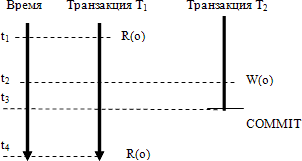 Время Транзакция T1 Транзакция T2
t1 R(o)
t2 W(o)
t3
COMMIT
t4 R(o)